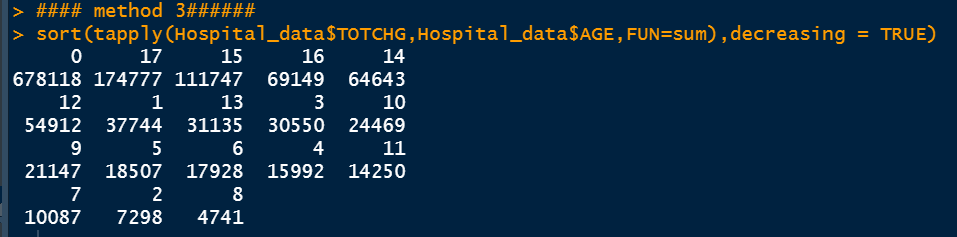 > #### method 3######
> sort(tapply(Hospital_data$TOTCHG,Hospital_data$AGE,FUN=sum),decreasing = TRUE)
0 17 15 16 14
678118 174777 111747 69149 64643
12 1 13 3 10
54912 37744 31135 30550 24469
9 5 6 4 11
21147 18507 17928 15992 14250
7 2 8
10087 7298 4741